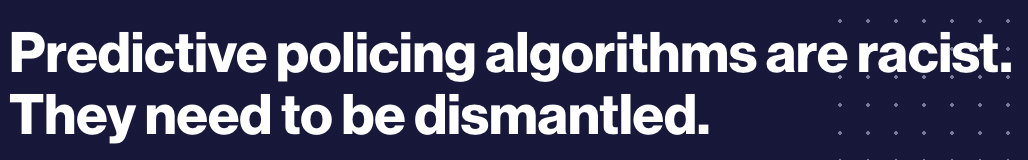 Predictive policing algorithms are racist.
They need to be dismantled.